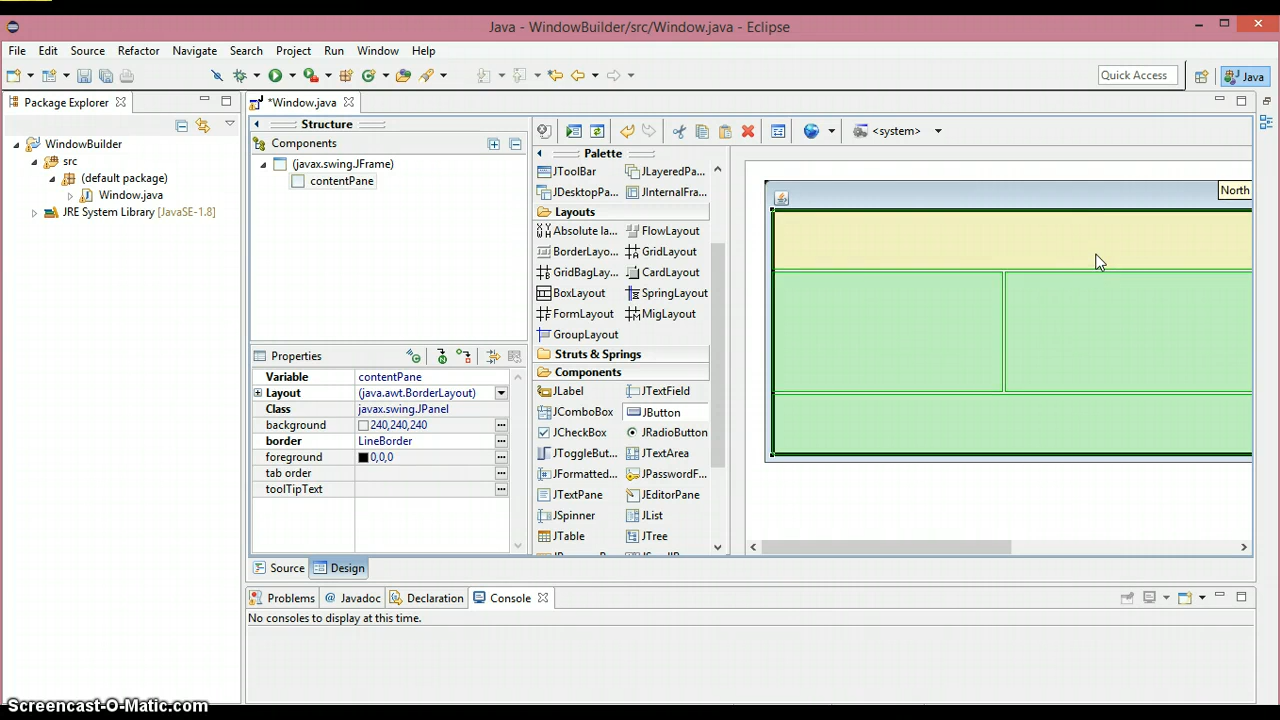 Java - WindowBuilder/src/Window.java - Eclipse
File Edit Source Refactor Navigate Search Project Run Window Help
Quick Access
Java
Package Explorer
WindowBuilder
src
(default package)
Window.java
JRE System Library [JavaSE-1.8]
*Window.java
Structure
Components
(javax.swing.JFrame)
contentPane
Properties
Variable contentPane
Layout (java.awt.BorderLayout)
Class javax.swing.JPanel
background 240,240,240
border LineBorder
foreground 0,0,0
tab order
toolTipText
<system>
Palette
JToolBar JLayeredPa...
JDesktopPa... JInternalFra...
Layouts
Absolute la... FlowLayout
BorderLayo... GridLayout
GridBagLay... CardLayout
BoxLayout SpringLayout
FormLayout MigLayout
GroupLayout
Struts & Springs
Components
JLabel JTextField
JComboBox JButton
JCheckBox JRadioButton
JToggleBut... JTextArea
JFormatted... JPasswordF...
JTextPane JEditorPane
JSpinner JList
JTable JTree
North
Source Design
Problems @ Javadoc Declaration Console
No consoles to display at this time.
Screencast-O-Matic.com